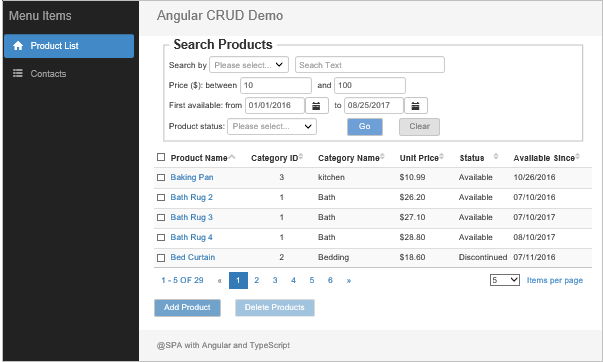 Menu Items
Product List
Contacts
Angular CRUD Demo
Search Products
Search by Please select... Seach Text
Price ($): between 10 and 100
First available: from 01/01/2016 to 08/25/2017
Product status: Please select... Go Clear
Product Name Category ID Category Name Unit Price Status Available Since
Baking Pan 3 kitchen $10.99 Available 10/26/2016
Bath Rug 2 1 Bath $26.20 Available 07/10/2016
Bath Rug 3 1 Bath $27.10 Available 07/10/2017
Bath Rug 4 1 Bath $28.80 Available 08/10/2017
Bed Curtain 2 Bedding $18.60 Discontinued 07/11/2016
1 - 5 OF 29 « 1 2 3 4 5 6 » 5 Items per page
Add Product Delete Products
@SPA with Angular and TypeScript